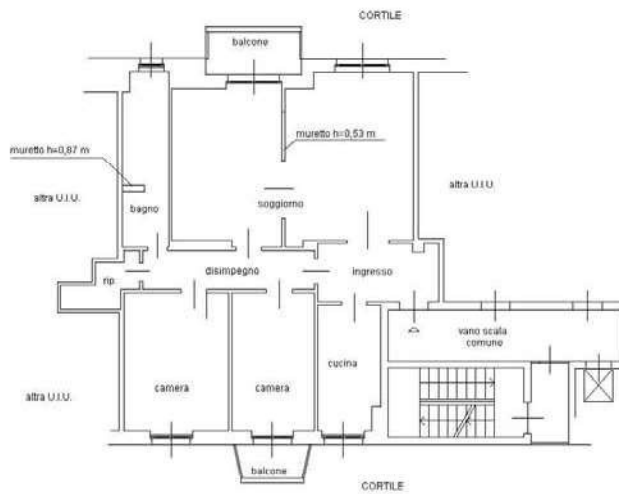 CORTILE
balcone
muretto h=0,53 m
muretto h=0,87 m
altra U.I.U.
altra U.I.U.
bagno
soggiorno
rip
disimpegno
ingresso
vano scala
comune
cucina
camera
camera
altra U.I.U.
balcone
CORTILE